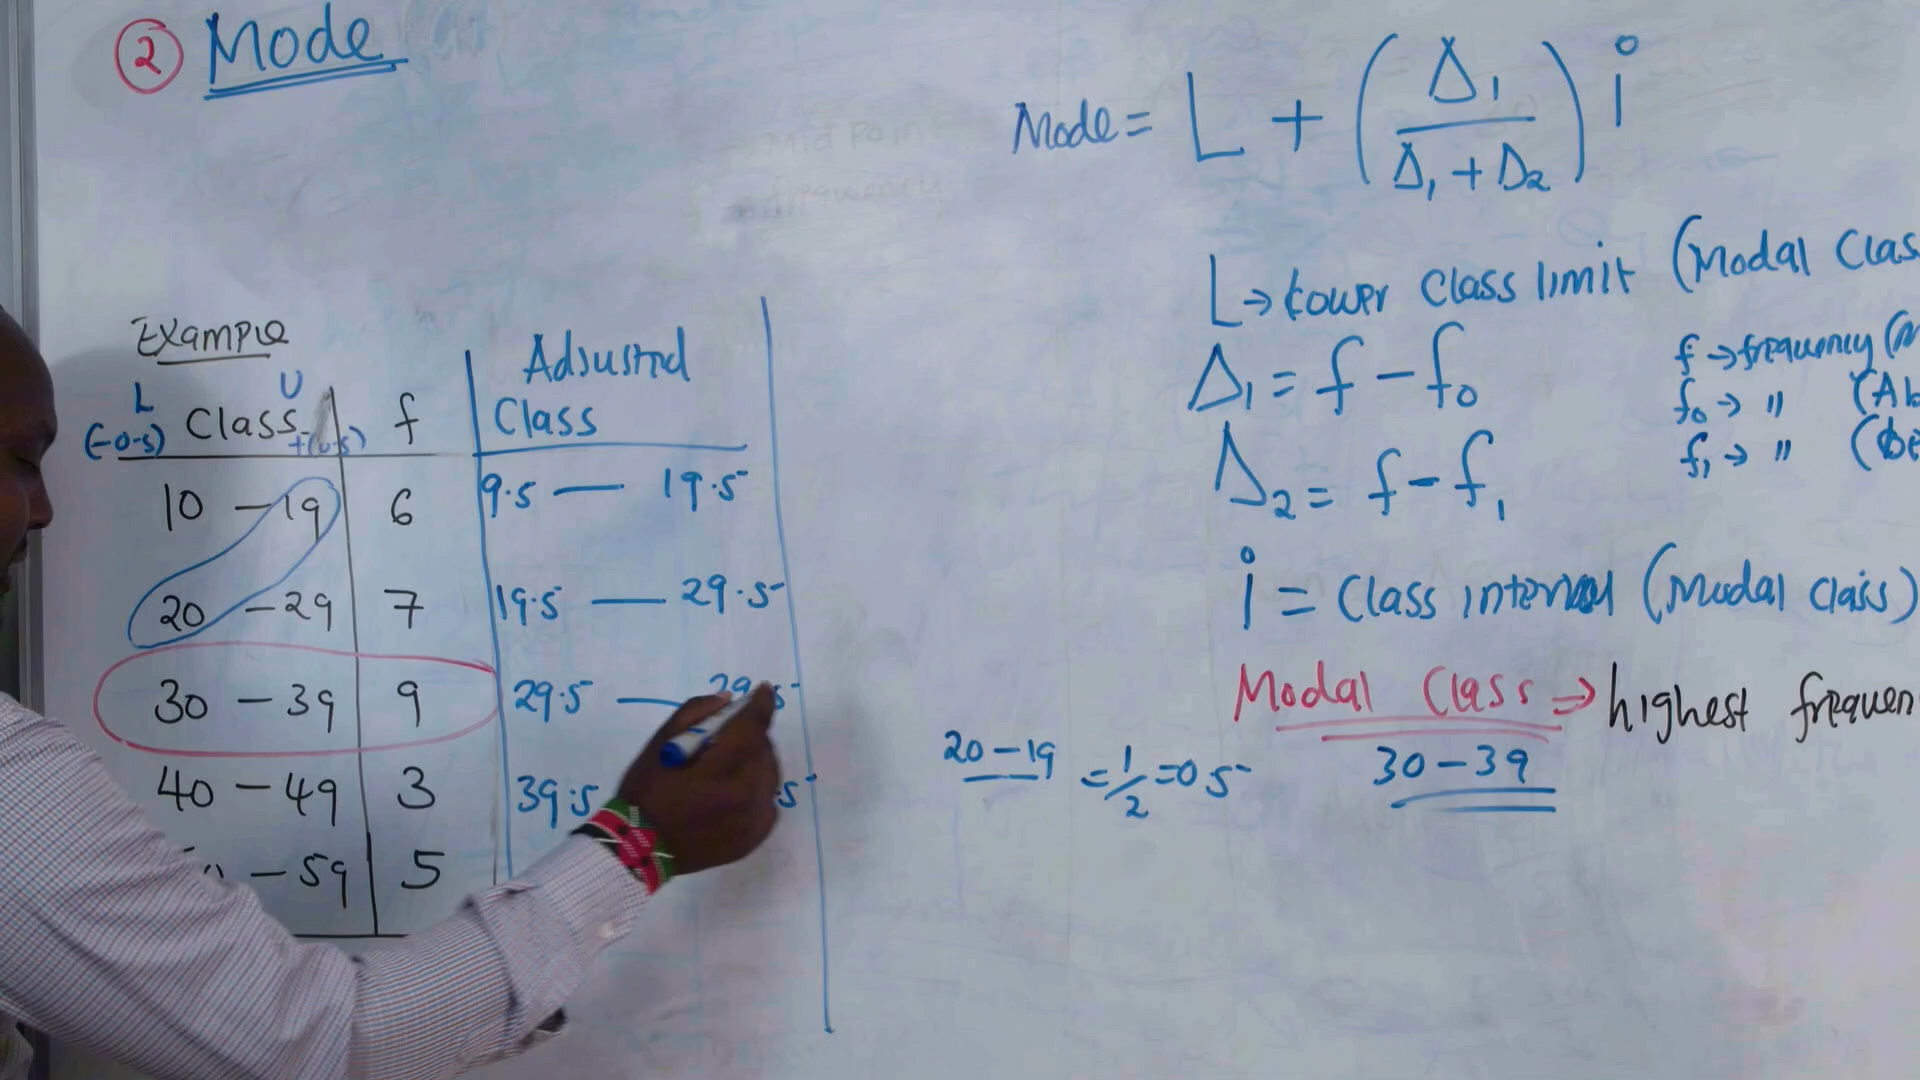 ② Mode
Mode = L + (Δ1 / Δ1 + Δ2) i
L → Lower Class limit (Modal Clas
Δ1 = f - f0
f → frequency (
f0 → " (Ab
Δ2 = f - f1
f1 → " (Be
i = Class interval (Modal Class)
Modal Class ⇒ highest frequen
30 - 39
20 - 19 = 1/2 = 0.5
Example
L U
(-0.5) Class +(0.5) f Adjusted Class
10 - 19 6 9.5 — 19.5
20 - 29 7 19.5 — 29.5
30 - 39 9 29.5 —
40 - 49 3 39.5
- 59 5